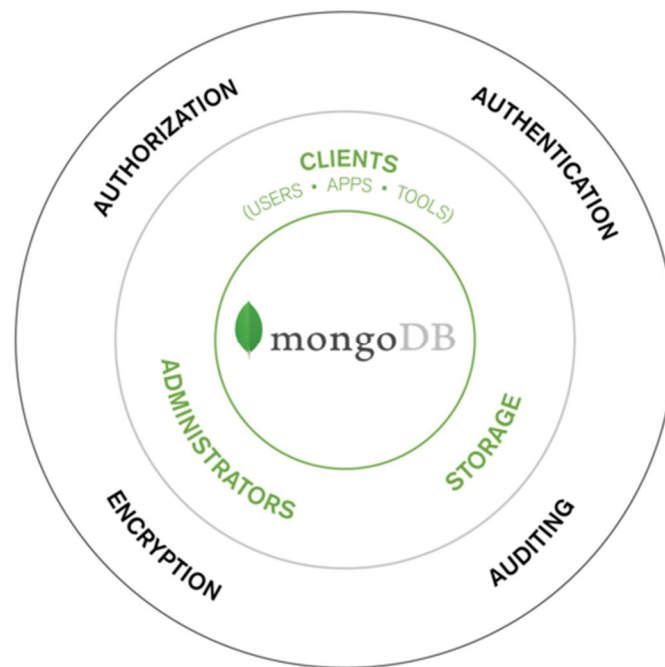 AUTHORIZATION
AUTHENTICATION
CLIENTS
(USERS • APPS • TOOLS)
mongoDB
ADMINISTRATORS
STORAGE
ENCRYPTION
AUDITING